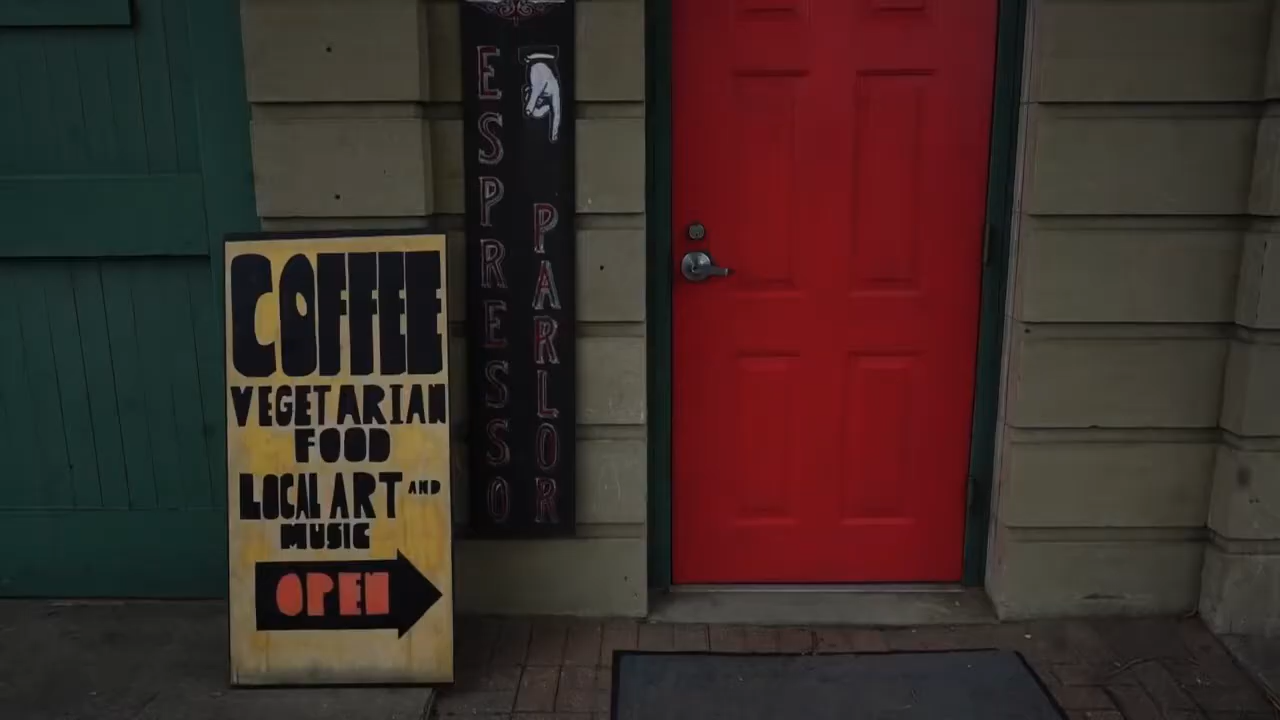 COFFEE
VEGETARIAN
FOOD
LOCAL ART AND
MUSIC
OPEN
ESPRESSO
PARLOR